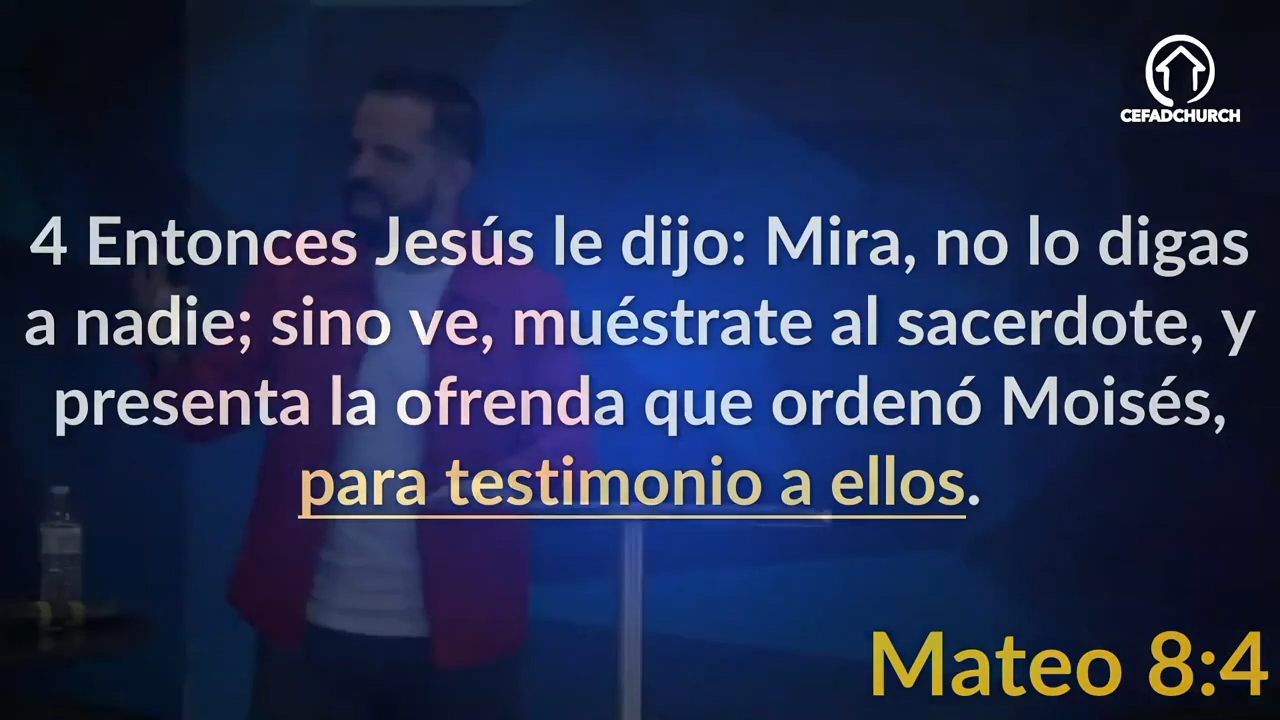 CEFADCHURCH
4 Entonces Jesús le dijo: Mira, no lo digas
a nadie; sino ve, muéstrate al sacerdote, y
presenta la ofrenda que ordenó Moisés,
para testimonio a ellos.
Mateo 8:4